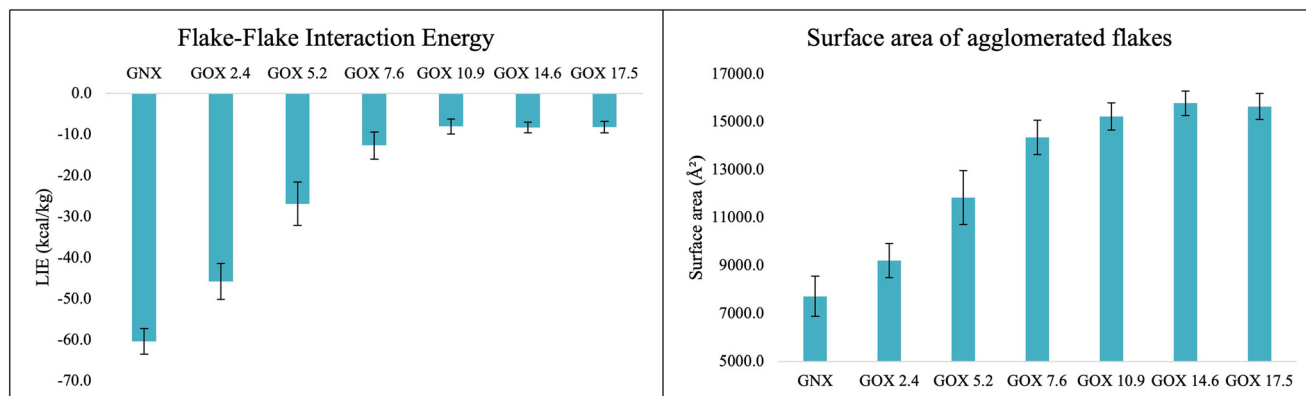 Flake-Flake Interaction Energy
GNX GOX 2.4 GOX 5.2 GOX 7.6 GOX 10.9 GOX 14.6 GOX 17.5
0.0
-10.0
-20.0
-30.0
-40.0
-50.0
-60.0
-70.0
LIE (kcal/kg)
Surface area of agglomerated flakes
17000.0
15000.0
13000.0
11000.0
9000.0
7000.0
5000.0
Surface area (Å²)
GNX GOX 2.4 GOX 5.2 GOX 7.6 GOX 10.9 GOX 14.6 GOX 17.5